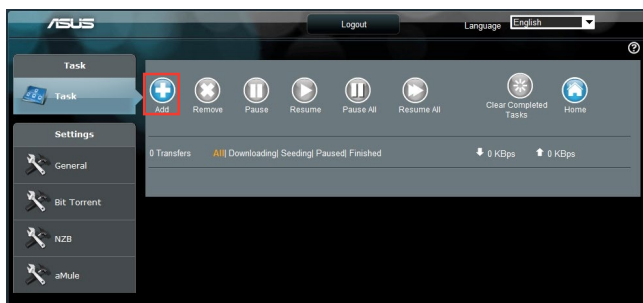 ASUS
Logout
Language English
?
Task
Task
Settings
General
Bit Torrent
NZB
aMule
Add
Remove
Pause
Resume
Pause All
Resume All
Clear Completed
Tasks
Home
0 Transfers All| Downloading| Seeding| Paused| Finished 0 KBps 0 KBps